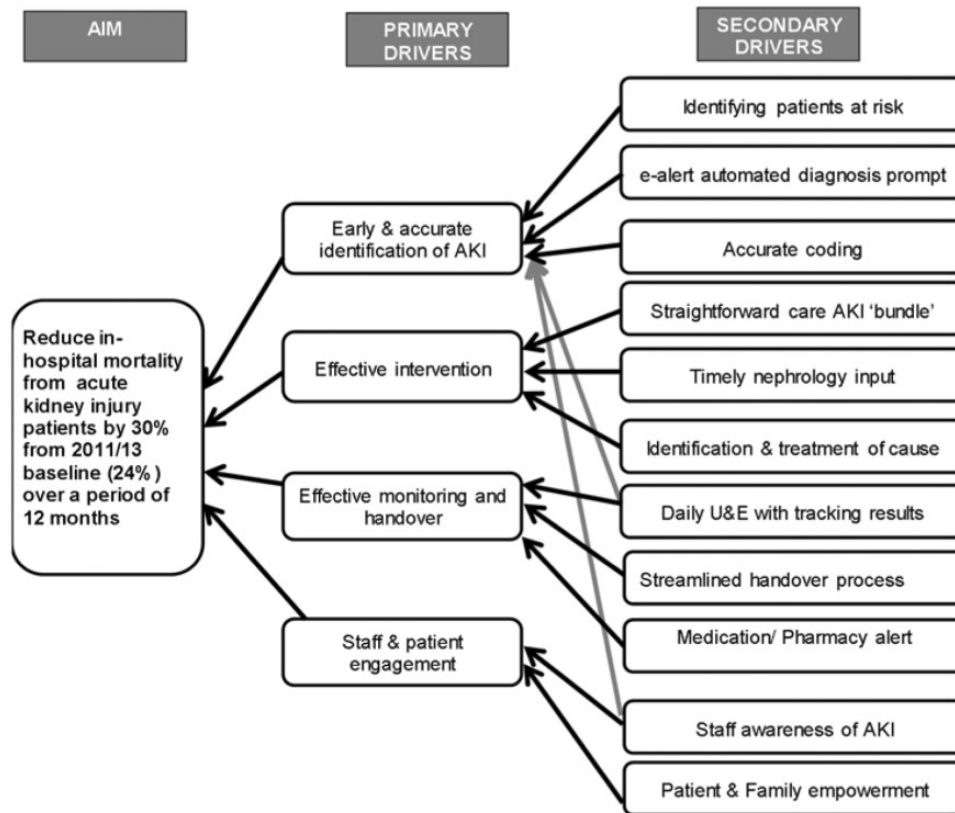 AIM
PRIMARY
DRIVERS
SECONDARY
DRIVERS
Reduce in-
hospital mortality
from acute
kidney injury
patients by 30%
from 2011/13
baseline (24%)
over a period of
12 months
Early & accurate
identification of AKI
Effective intervention
Effective monitoring and
handover
Staff & patient
engagement
Identifying patients at risk
e-alert automated diagnosis prompt
Accurate coding
Straightforward care AKI ‘bundle’
Timely nephrology input
Identification & treatment of cause
Daily U&E with tracking results
Streamlined handover process
Medication/ Pharmacy alert
Staff awareness of AKI
Patient & Family empowerment